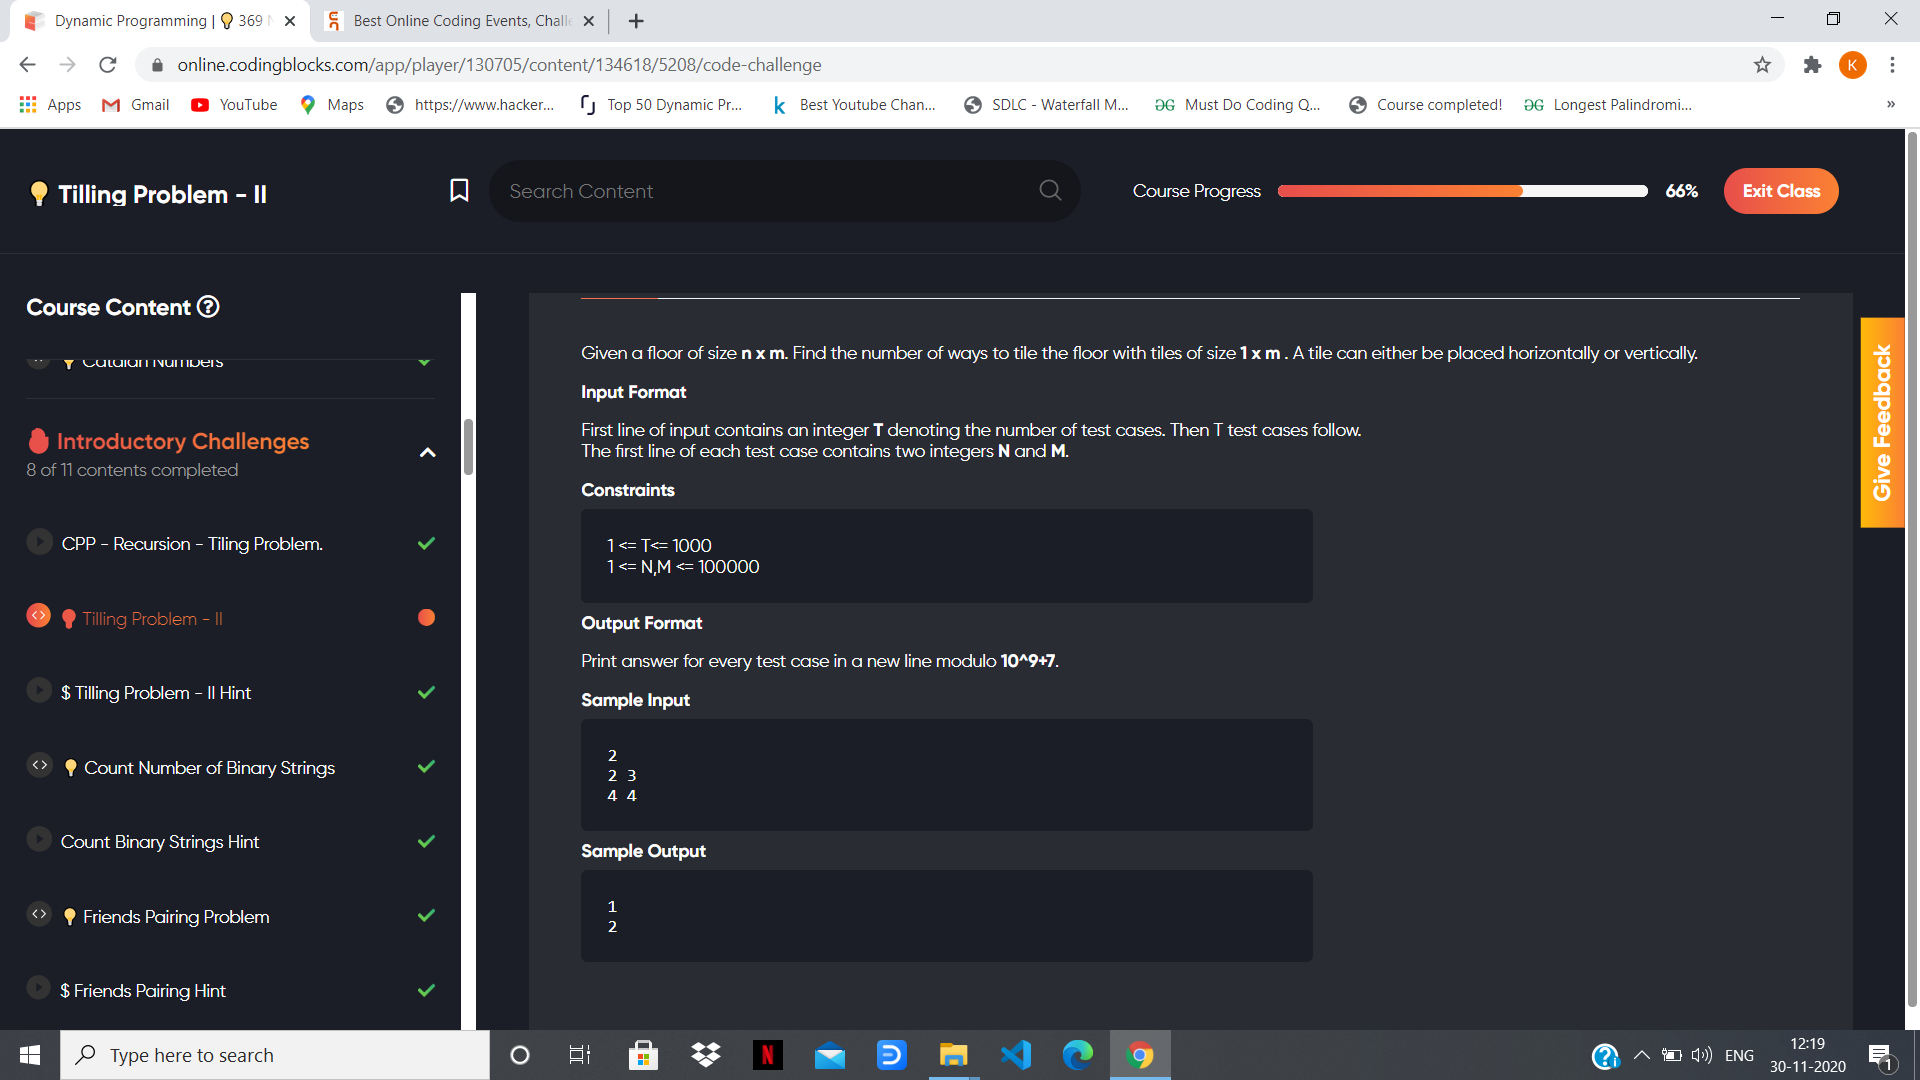 Dynamic Programming | 💡 369 N
Best Online Coding Events, Challe
online.codingblocks.com/app/player/130705/content/134618/5208/code-challenge
K
Apps
Gmail
YouTube
Maps
https://www.hacker...
Top 50 Dynamic Pr...
Best Youtube Chan...
SDLC - Waterfall M...
Must Do Coding Q...
Course completed!
Longest Palindromi...
»
💡 Tilling Problem - II
Search Content
Course Progress
66%
Exit Class
Course Content
Catalan Numbers
Introductory Challenges
8 of 11 contents completed
CPP - Recursion - Tiling Problem.
Tilling Problem - II
$ Tilling Problem - II Hint
💡 Count Number of Binary Strings
Count Binary Strings Hint
💡 Friends Pairing Problem
$ Friends Pairing Hint
Given a floor of size n x m. Find the number of ways to tile the floor with tiles of size 1 x m . A tile can either be placed horizontally or vertically.
Input Format
First line of input contains an integer T denoting the number of test cases. Then T test cases follow.
The first line of each test case contains two integers N and M.
Constraints
1 <= T<= 1000
1 <= N,M <= 100000
Output Format
Print answer for every test case in a new line modulo 10^9+7.
Sample Input
2
2 3
4 4
Sample Output
1
2
Give Feedback
Type here to search
N
ENG
12:19
30-11-2020
1